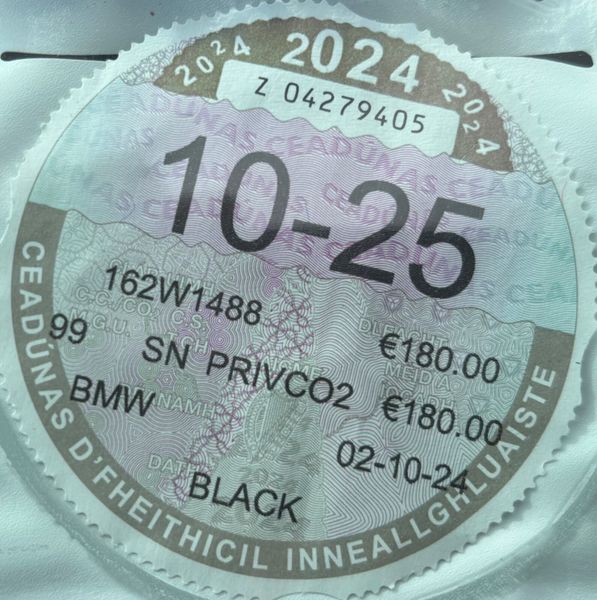 2024 2024 2024
Z 04279405
CEADÚNAS CEADÚNAS
10-25
162W1488
€180.00
99 SN PRIVCO2 €180.00
BMW 02-10-24
BLACK
CEADÚNAS D'FHEITHICIL INNEALLGHLUAISTE